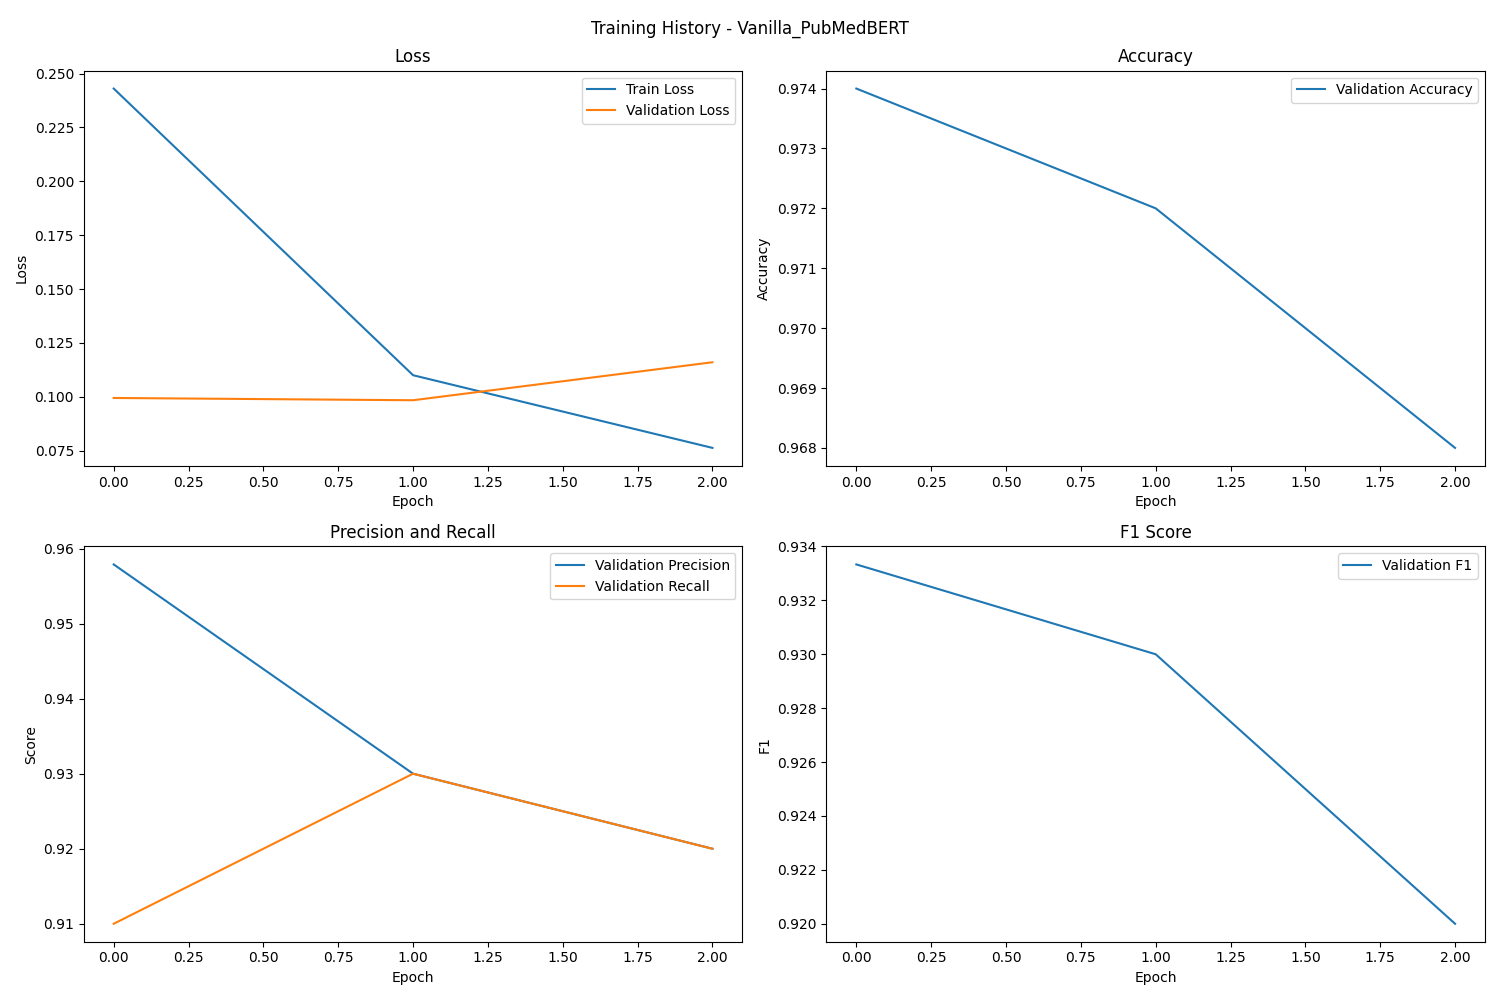 Training History - Vanilla_PubMedBERT
Loss
0.250
0.225
0.200
0.175
0.150
0.125
0.100
0.075
Loss
Train Loss
Validation Loss
0.00 0.25 0.50 0.75 1.00 1.25 1.50 1.75 2.00
Epoch
Accuracy
0.974
0.973
0.972
0.971
0.970
0.969
0.968
Accuracy
Validation Accuracy
0.00 0.25 0.50 0.75 1.00 1.25 1.50 1.75 2.00
Epoch
Precision and Recall
0.96
0.95
0.94
0.93
0.92
0.91
Score
Validation Precision
Validation Recall
0.00 0.25 0.50 0.75 1.00 1.25 1.50 1.75 2.00
Epoch
F1 Score
0.934
0.932
0.930
0.928
0.926
0.924
0.922
0.920
F1
Validation F1
0.00 0.25 0.50 0.75 1.00 1.25 1.50 1.75 2.00
Epoch